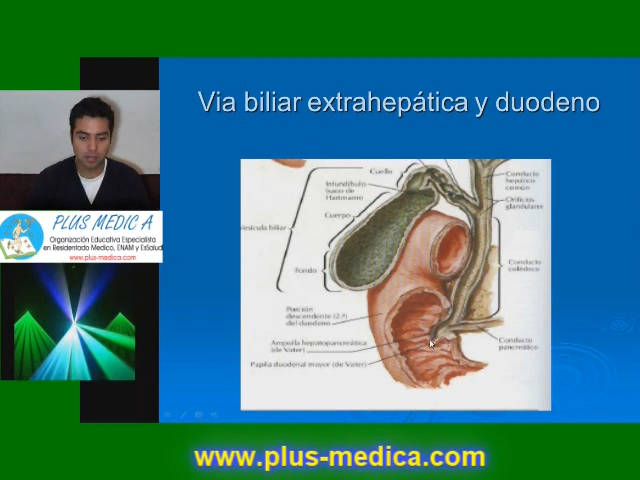 Via biliar extrahepática y duodeno
PLUS MEDIC A
Organización Educativa Especialista
en Residentado Medico, ENAM y EsSalud
www.plus-medica.com
Cuello
Infundíbulo
(saco de
Hartmann)
Cuerpo
Vesícula biliar
Fondo
Conducto
hepático
común
Orificios
glandulares
Conducto
colédoco
Porción
descendente (2.ª)
del duodeno
Ampolla hepatopancreática
(de Vater)
Papila duodenal mayor (de Vater)
Conducto
pancreático
www.plus-medica.com